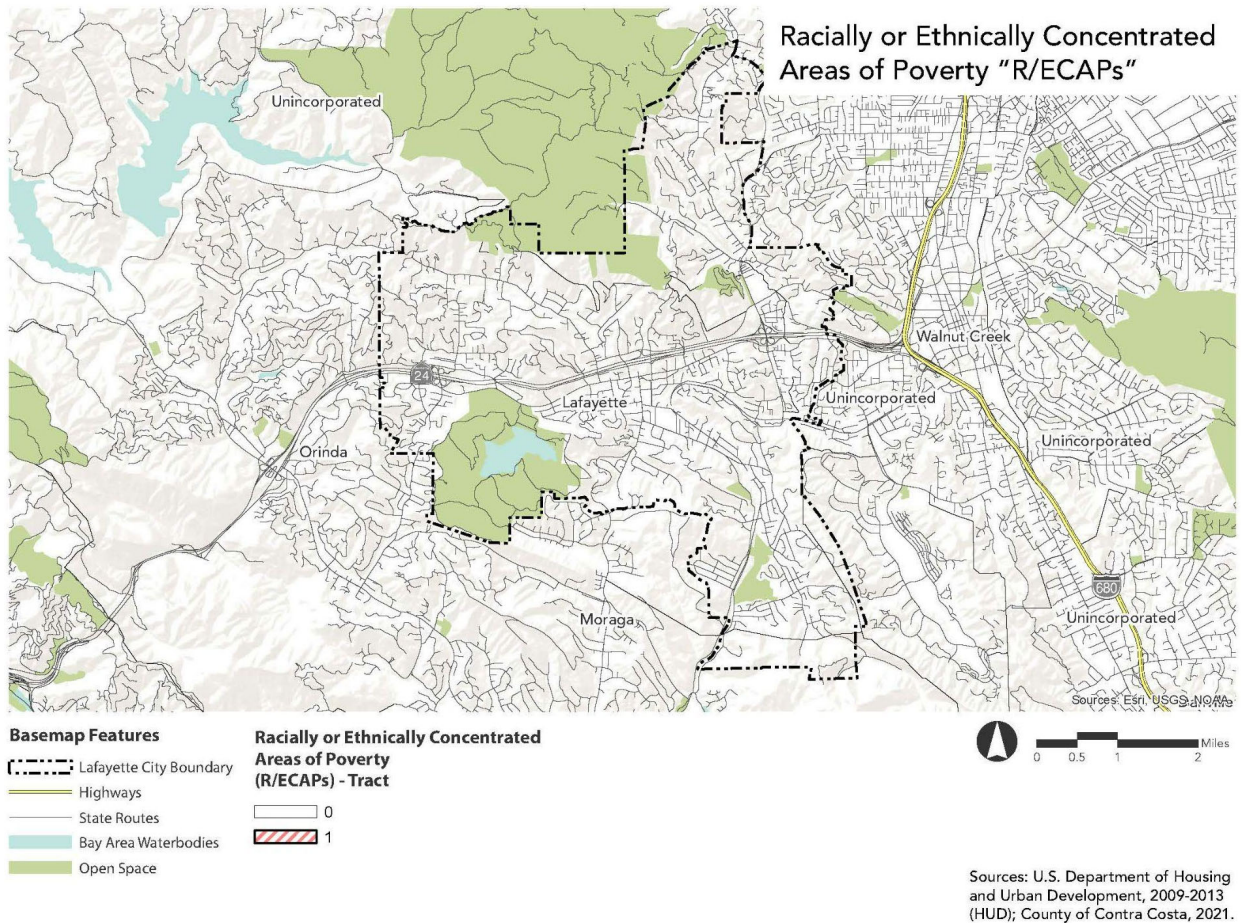 Racially or Ethnically Concentrated
Areas of Poverty "R/ECAPs"
Unincorporated
Walnut Creek
24
Lafayette
Unincorporated
Orinda
Unincorporated
680
Moraga
Unincorporated
Sources: Esri, USGS, NOAA
Basemap Features
Lafayette City Boundary
Highways
State Routes
Bay Area Waterbodies
Open Space
Racially or Ethnically Concentrated
Areas of Poverty
(R/ECAPs) - Tract
0
1
Miles
0 0.5 1 2
Sources: U.S. Department of Housing
and Urban Development, 2009-2013
(HUD); County of Contra Costa, 2021.